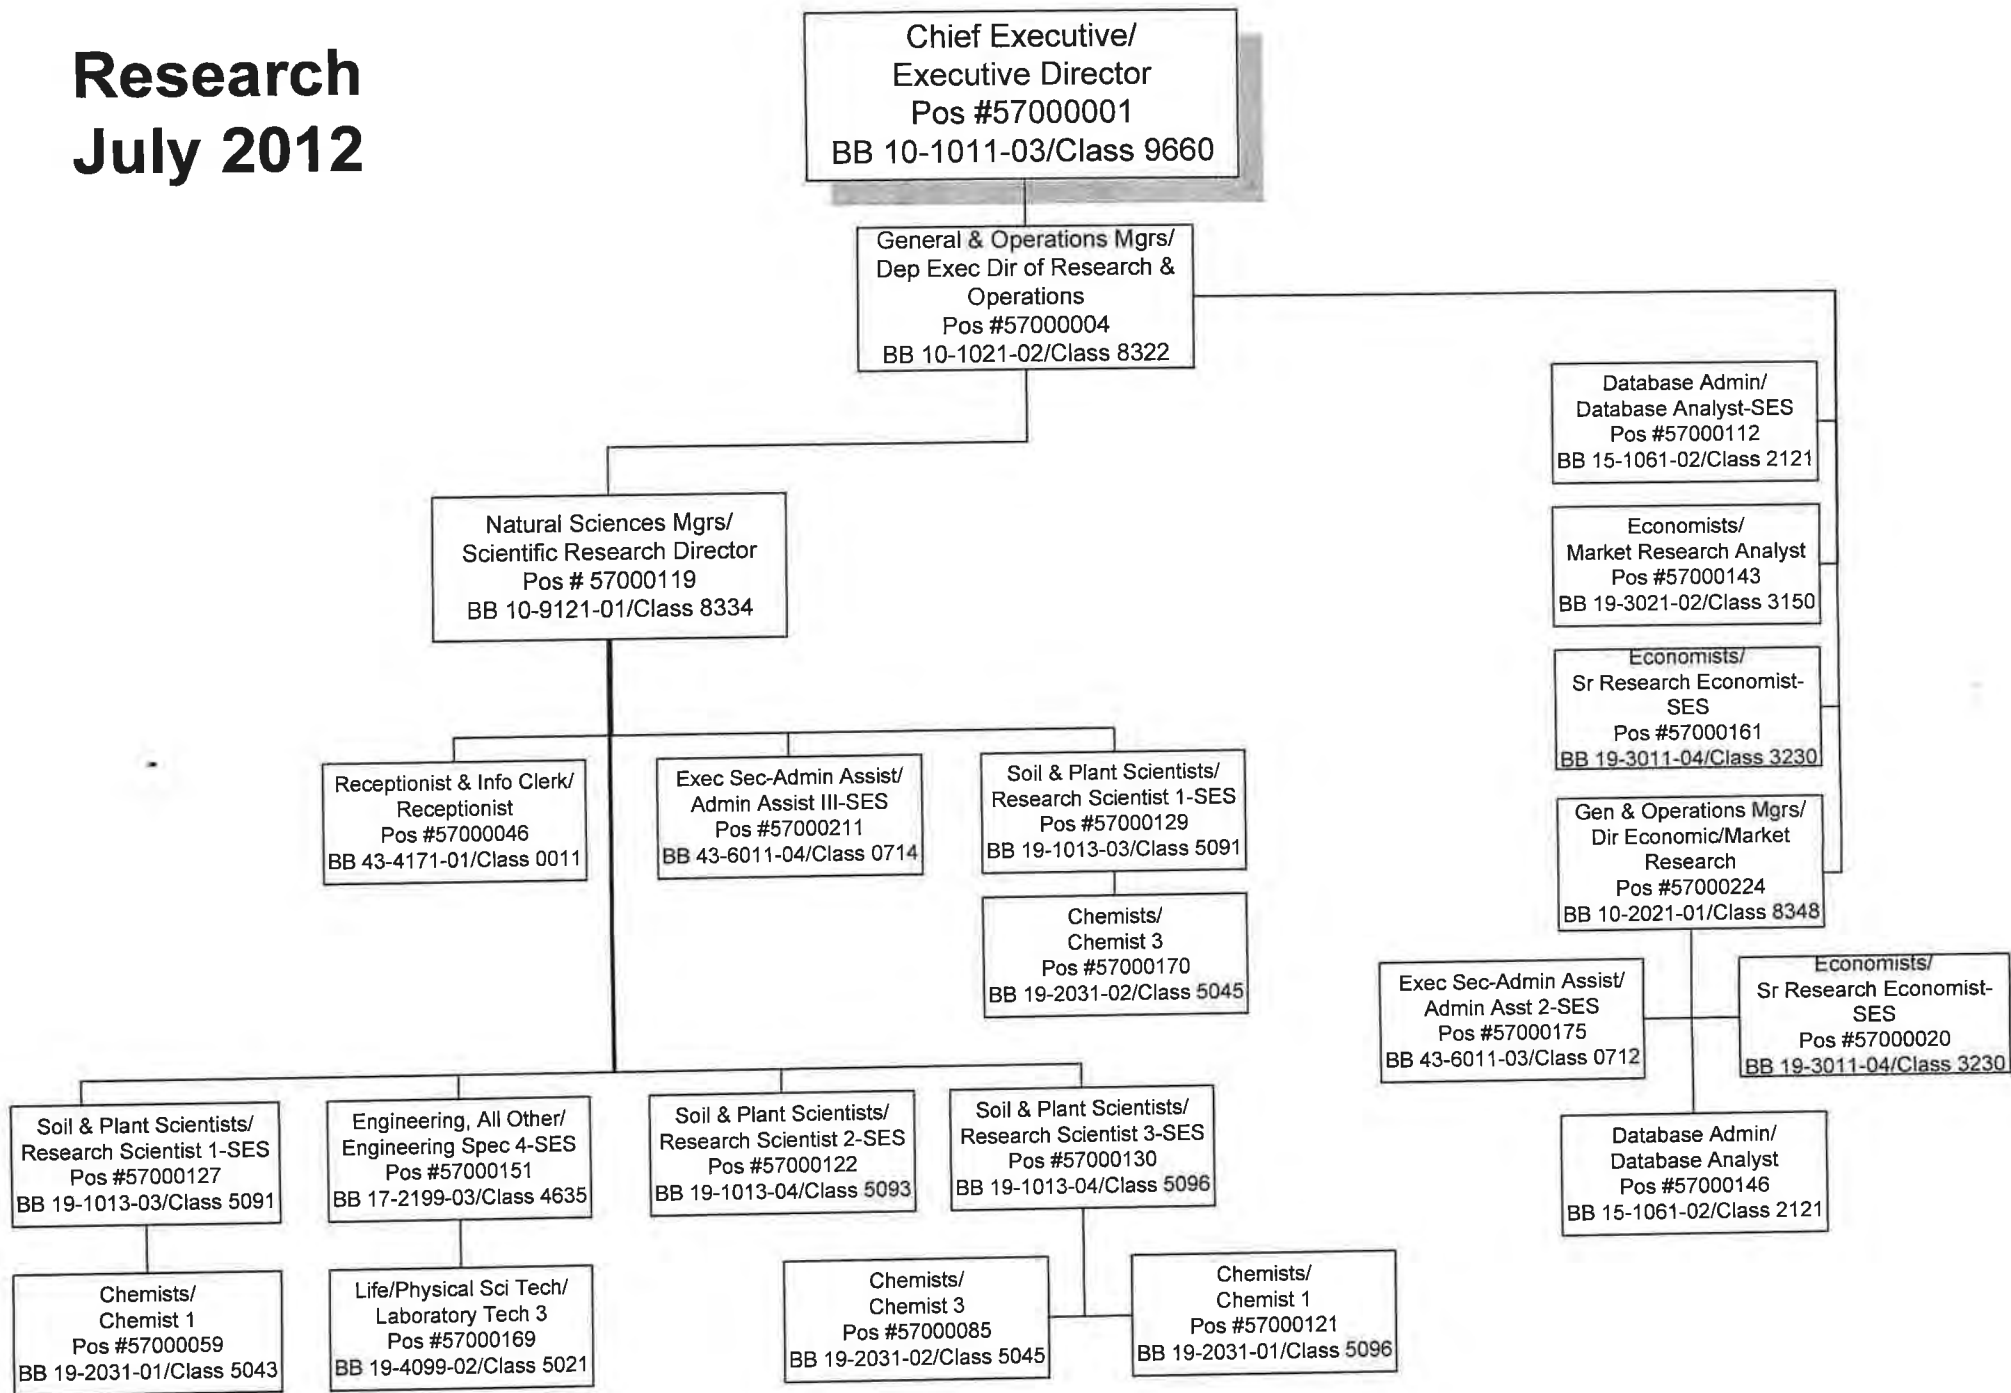 Research
July 2012
Chief Executive/
Executive Director
Pos #57000001
BB 10-1011-03/Class 9660
General & Operations Mgrs/
Dep Exec Dir of Research &
Operations
Pos #57000004
BB 10-1021-02/Class 8322
Database Admin/
Database Analyst-SES
Pos #57000112
BB 15-1061-02/Class 2121
Natural Sciences Mgrs/
Scientific Research Director
Pos # 57000119
BB 10-9121-01/Class 8334
Economists/
Market Research Analyst
Pos #57000143
BB 19-3021-02/Class 3150
Economists/
Sr Research Economist-
SES
Pos #57000161
BB 19-3011-04/Class 3230
Receptionist & Info Clerk/
Receptionist
Pos #57000046
BB 43-4171-01/Class 0011
Exec Sec-Admin Assist/
Admin Assist III-SES
Pos #57000211
BB 43-6011-04/Class 0714
Soil & Plant Scientists/
Research Scientist 1-SES
Pos #57000129
BB 19-1013-03/Class 5091
Gen & Operations Mgrs/
Dir Economic/Market
Research
Pos #57000224
BB 10-2021-01/Class 8348
Chemists/
Chemist 3
Pos #57000170
BB 19-2031-02/Class 5045
Exec Sec-Admin Assist/
Admin Asst 2-SES
Pos #57000175
BB 43-6011-03/Class 0712
Economists/
Sr Research Economist-
SES
Pos #57000020
BB 19-3011-04/Class 3230
Soil & Plant Scientists/
Research Scientist 1-SES
Pos #57000127
BB 19-1013-03/Class 5091
Engineering, All Other/
Engineering Spec 4-SES
Pos #57000151
BB 17-2199-03/Class 4635
Soil & Plant Scientists/
Research Scientist 2-SES
Pos #57000122
BB 19-1013-04/Class 5093
Soil & Plant Scientists/
Research Scientist 3-SES
Pos #57000130
BB 19-1013-04/Class 5096
Database Admin/
Database Analyst
Pos #57000146
BB 15-1061-02/Class 2121
Chemists/
Chemist 1
Pos #57000059
BB 19-2031-01/Class 5043
Life/Physical Sci Tech/
Laboratory Tech 3
Pos #57000169
BB 19-4099-02/Class 5021
Chemists/
Chemist 3
Pos #57000085
BB 19-2031-02/Class 5045
Chemists/
Chemist 1
Pos #57000121
BB 19-2031-01/Class 5096